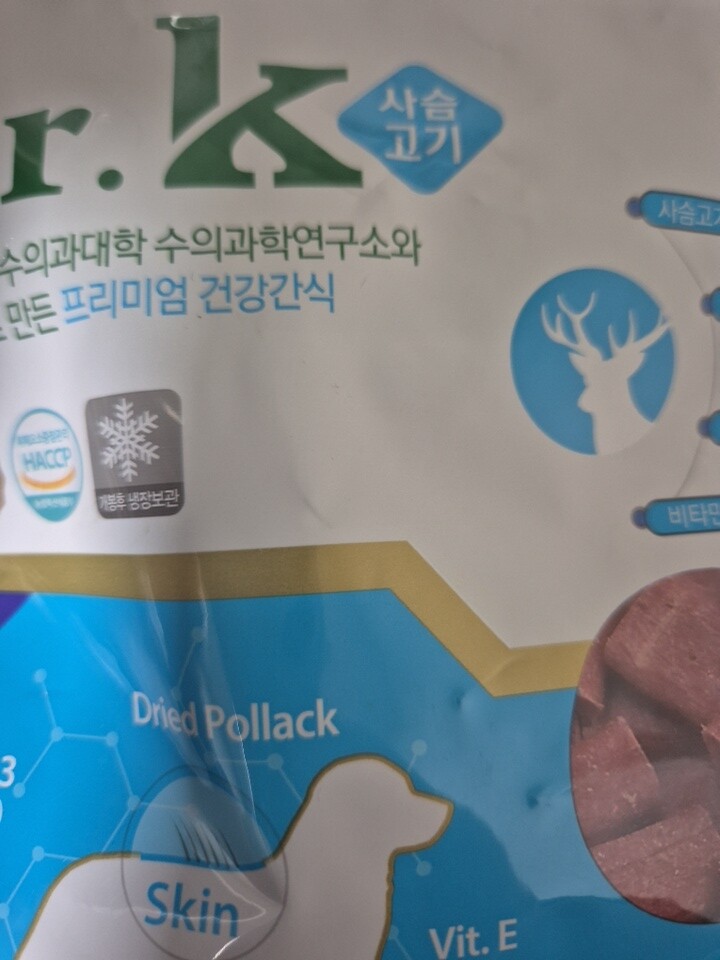 r.k
사슴
고기
수의과대학 수의과학연구소와
만든 프리미엄 건강간식
사슴고기
HACCP
개봉후 냉장보관
비타민
Dried Pollack
3
Skin
Vit. E